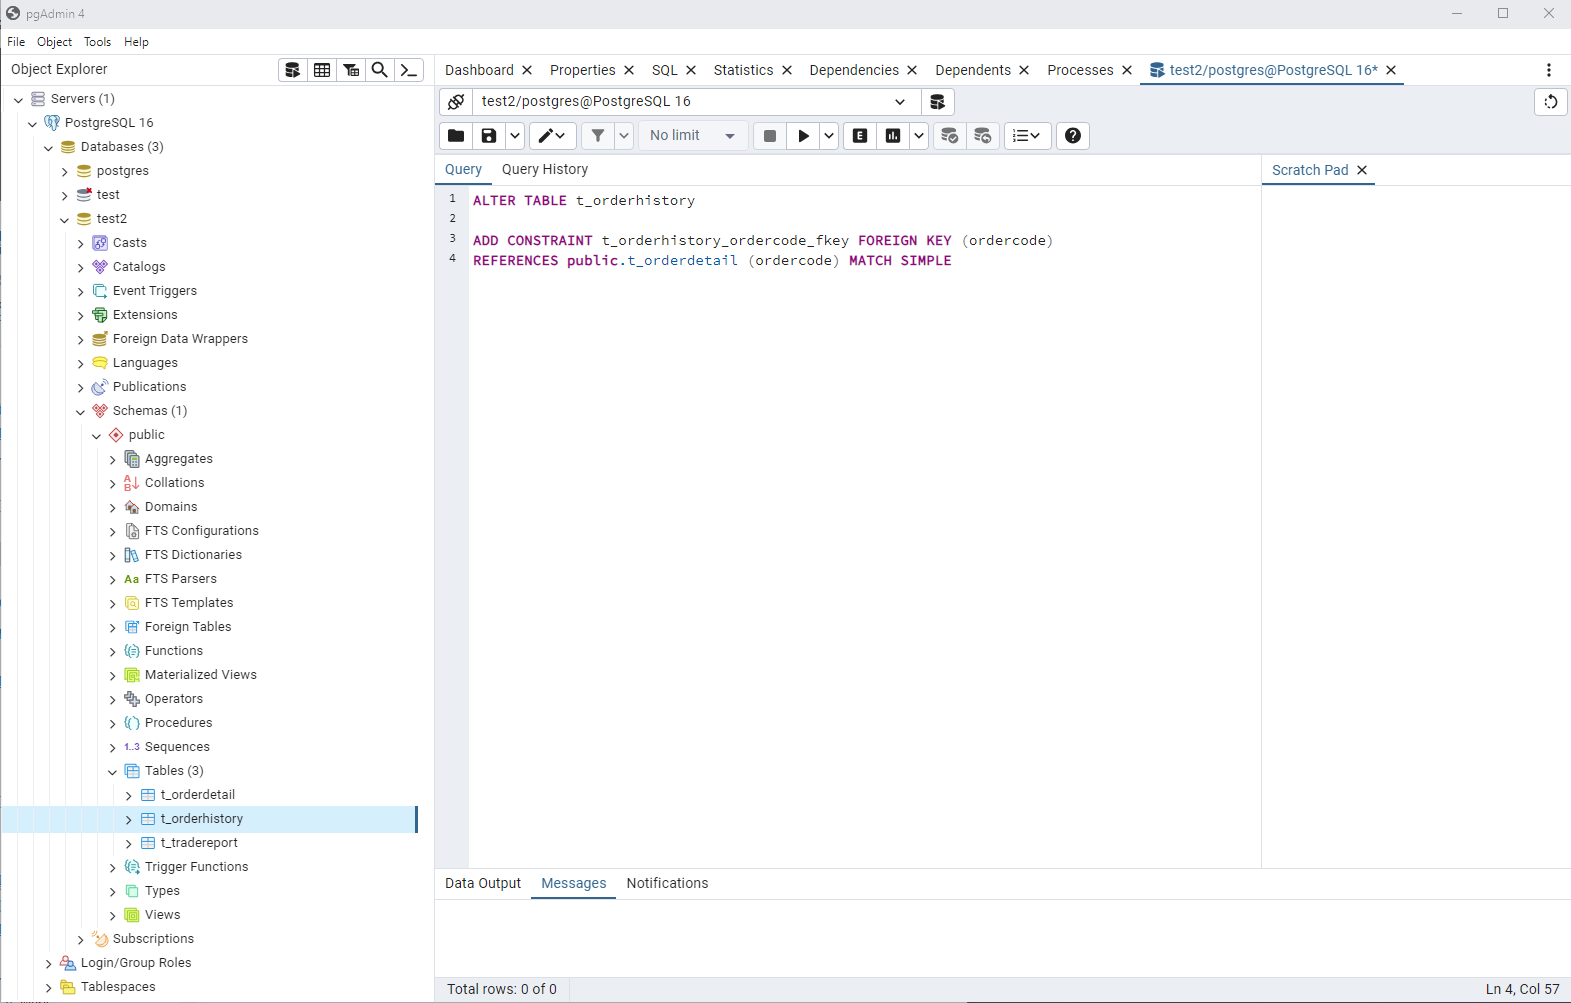 pgAdmin 4
File Object Tools Help
Object Explorer
Dashboard Properties SQL Statistics Dependencies Dependents Processes test2/postgres@PostgreSQL 16*
test2/postgres@PostgreSQL 16
No limit
E
Query Query History
Scratch Pad
1 ALTER TABLE t_orderhistory
2
3 ADD CONSTRAINT t_orderhistory_ordercode_fkey FOREIGN KEY (ordercode)
4 REFERENCES public.t_orderdetail (ordercode) MATCH SIMPLE
Servers (1)
PostgreSQL 16
Databases (3)
postgres
test
test2
Casts
Catalogs
Event Triggers
Extensions
Foreign Data Wrappers
Languages
Publications
Schemas (1)
public
Aggregates
Collations
Domains
FTS Configurations
FTS Dictionaries
Aa FTS Parsers
FTS Templates
Foreign Tables
Functions
Materialized Views
Operators
Procedures
1..3 Sequences
Tables (3)
t_orderdetail
t_orderhistory
t_tradereport
Trigger Functions
Types
Views
Subscriptions
Login/Group Roles
Tablespaces
Data Output Messages Notifications
Total rows: 0 of 0
Ln 4, Col 57